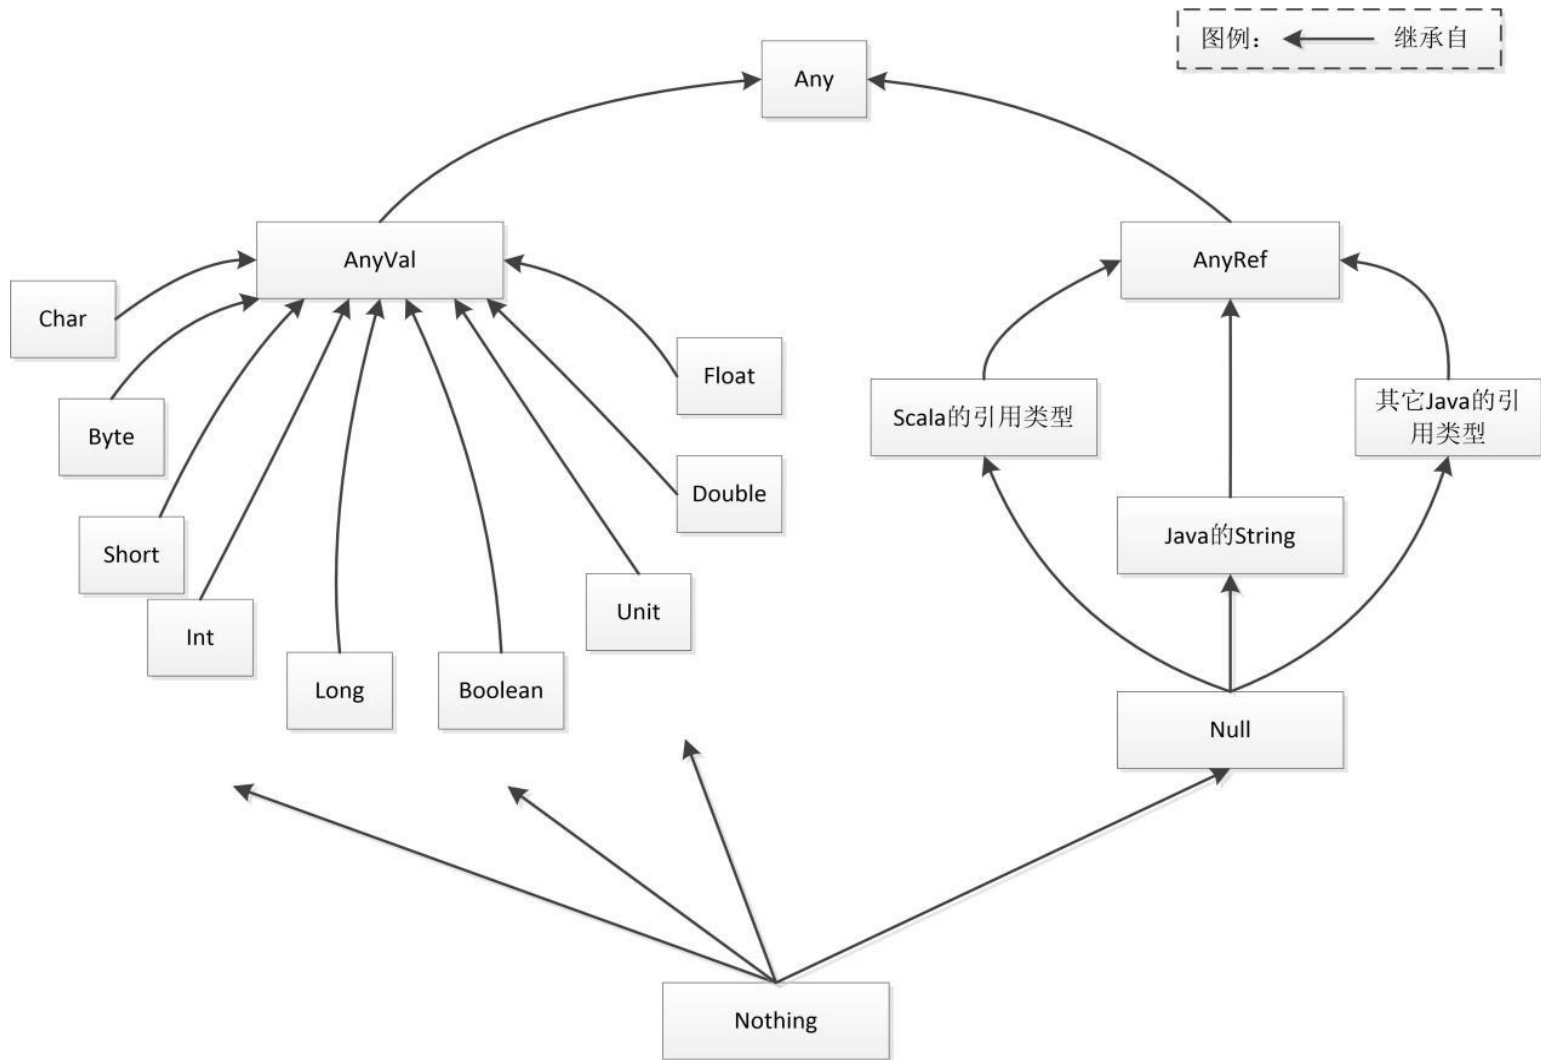 图例：
继承自
Any
AnyVal
AnyRef
Char
Float
Byte
Scala的引用类型
其它Java的引
用类型
Double
Short
Java的String
Int
Unit
Long
Boolean
Null
Nothing